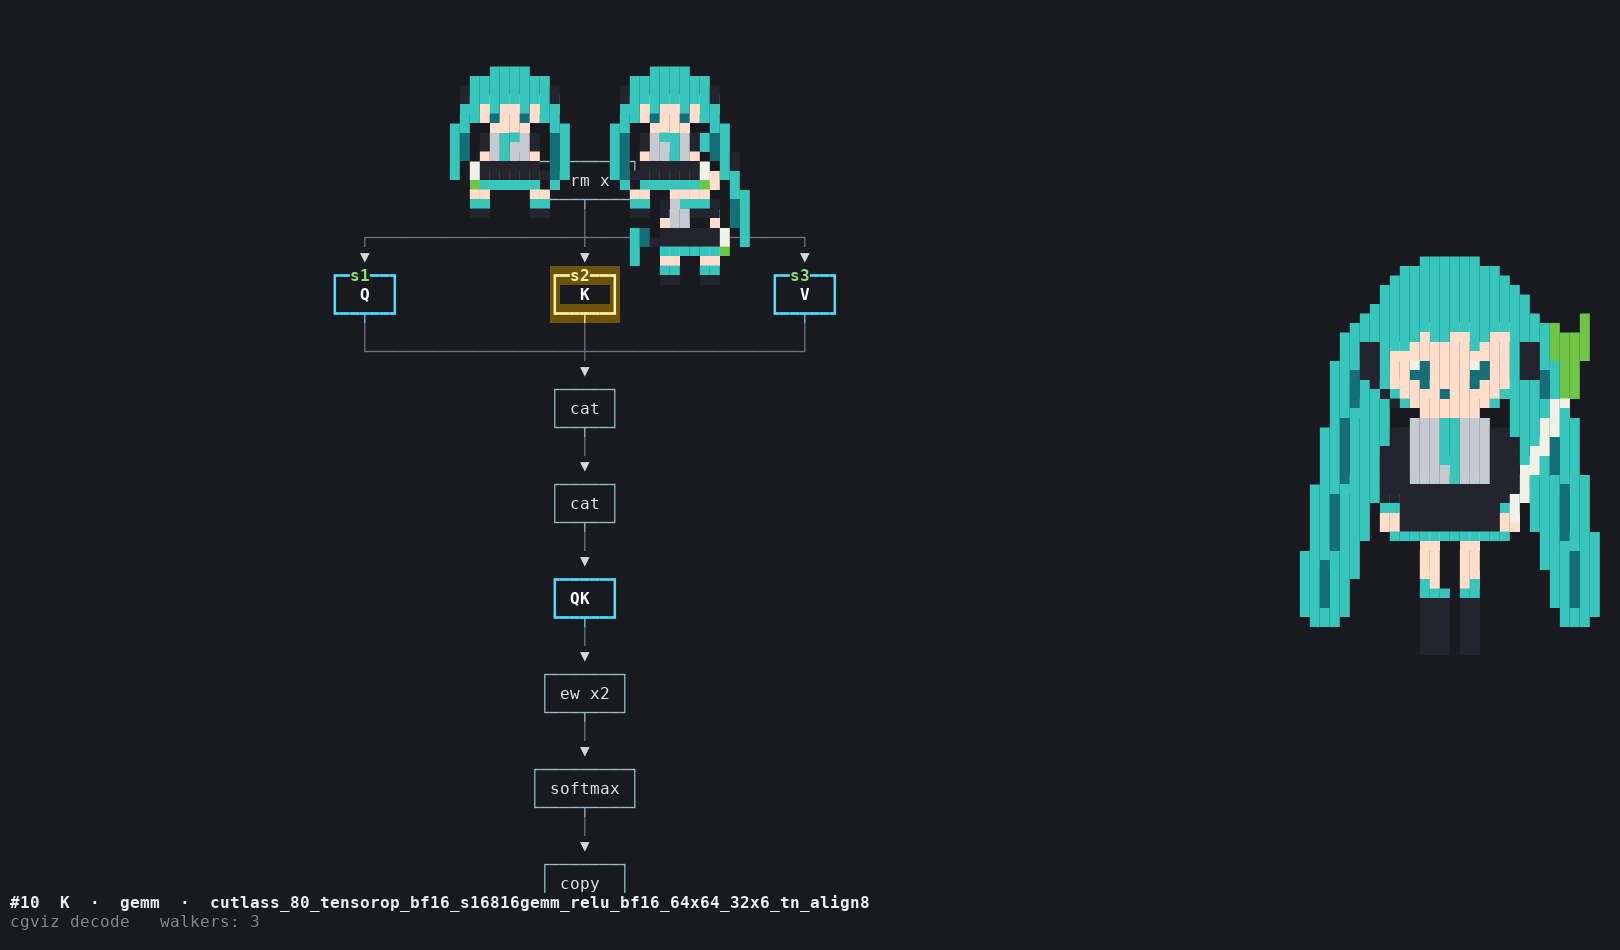 rm x
s1 s2 s3
Q K V
cat
cat
QK
ew x2
softmax
copy
#10 K · gemm · cutlass_80_tensorop_bf16_s16816gemm_relu_bf16_64x64_32x6_tn_align8
cgviz decode walkers: 3